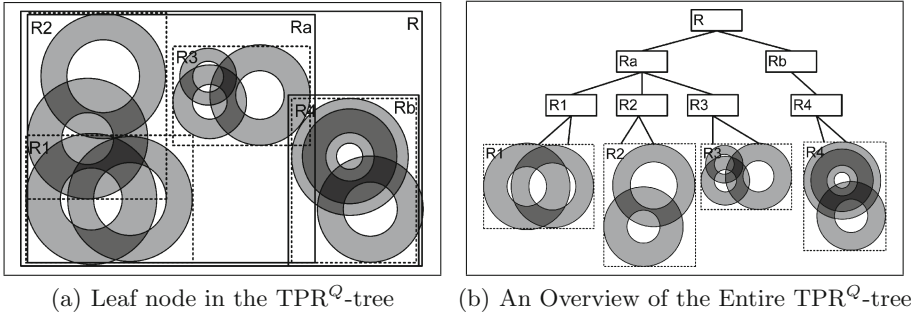 R2
Ra
R
R3
R4
Rb
R1
R
Ra
Rb
R1
R2
R3
R4
R1
R2
R3
R4
(a) Leaf node in the TPR^Q-tree
(b) An Overview of the Entire TPR^Q-tree